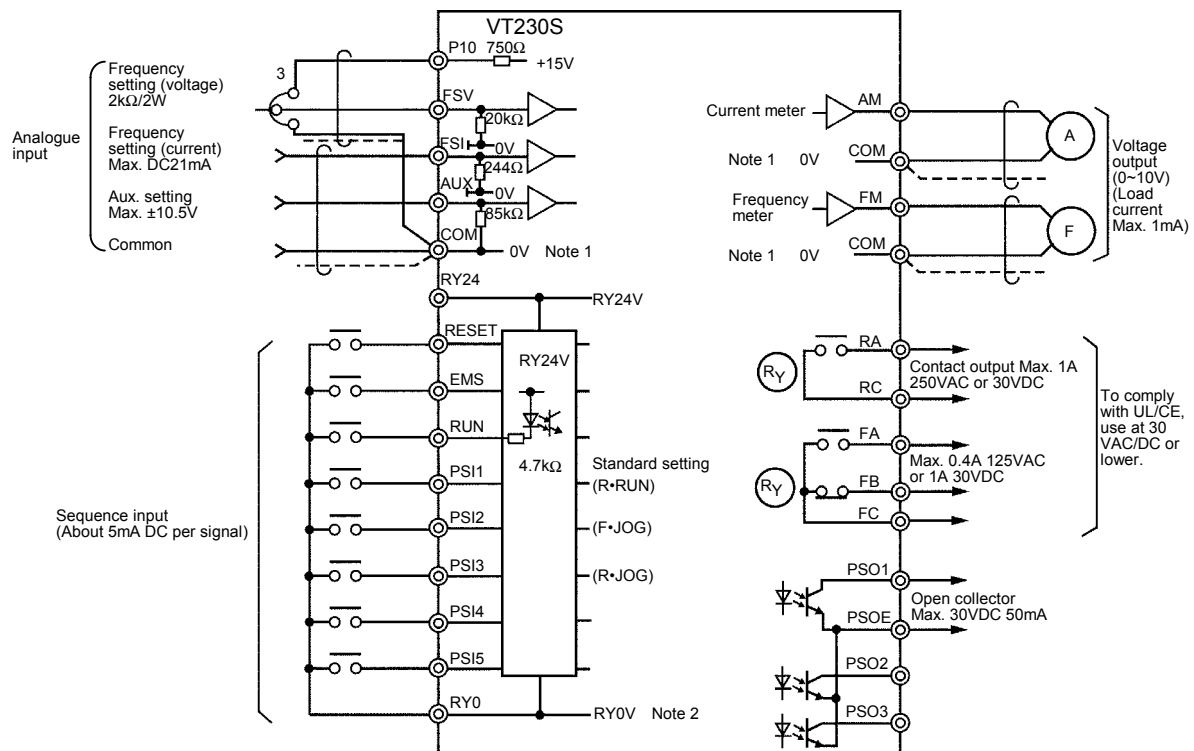 VT230S
Analogue
input
Frequency
setting (voltage)
2kΩ/2W
Frequency
setting (current)
Max. DC21mA
Aux. setting
Max. ±10.5V
Common
3
P10
750Ω
+15V
FSV
20kΩ
FSI
0V
244Ω
AUX
0V
85kΩ
COM
0V Note 1
RY24
RY24V
Sequence input
(About 5mA DC per signal)
RESET
EMS
RUN
PSI1
PSI2
PSI3
PSI4
PSI5
RY0
RY24V
4.7kΩ
Standard setting
(R•RUN)
(F•JOG)
(R•JOG)
RY0V Note 2
Current meter
AM
A
Note 1 0V
COM
Frequency
meter
FM
F
Note 1 0V
COM
Voltage
output
(0~10V)
(Load
current
Max. 1mA)
RY
RA
RC
Contact output Max. 1A
250VAC or 30VDC
RY
FA
FB
FC
Max. 0.4A 125VAC
or 1A 30VDC
To comply
with UL/CE,
use at 30
VAC/DC or
lower.
PSO1
PSOE
Open collector
Max. 30VDC 50mA
PSO2
PSO3